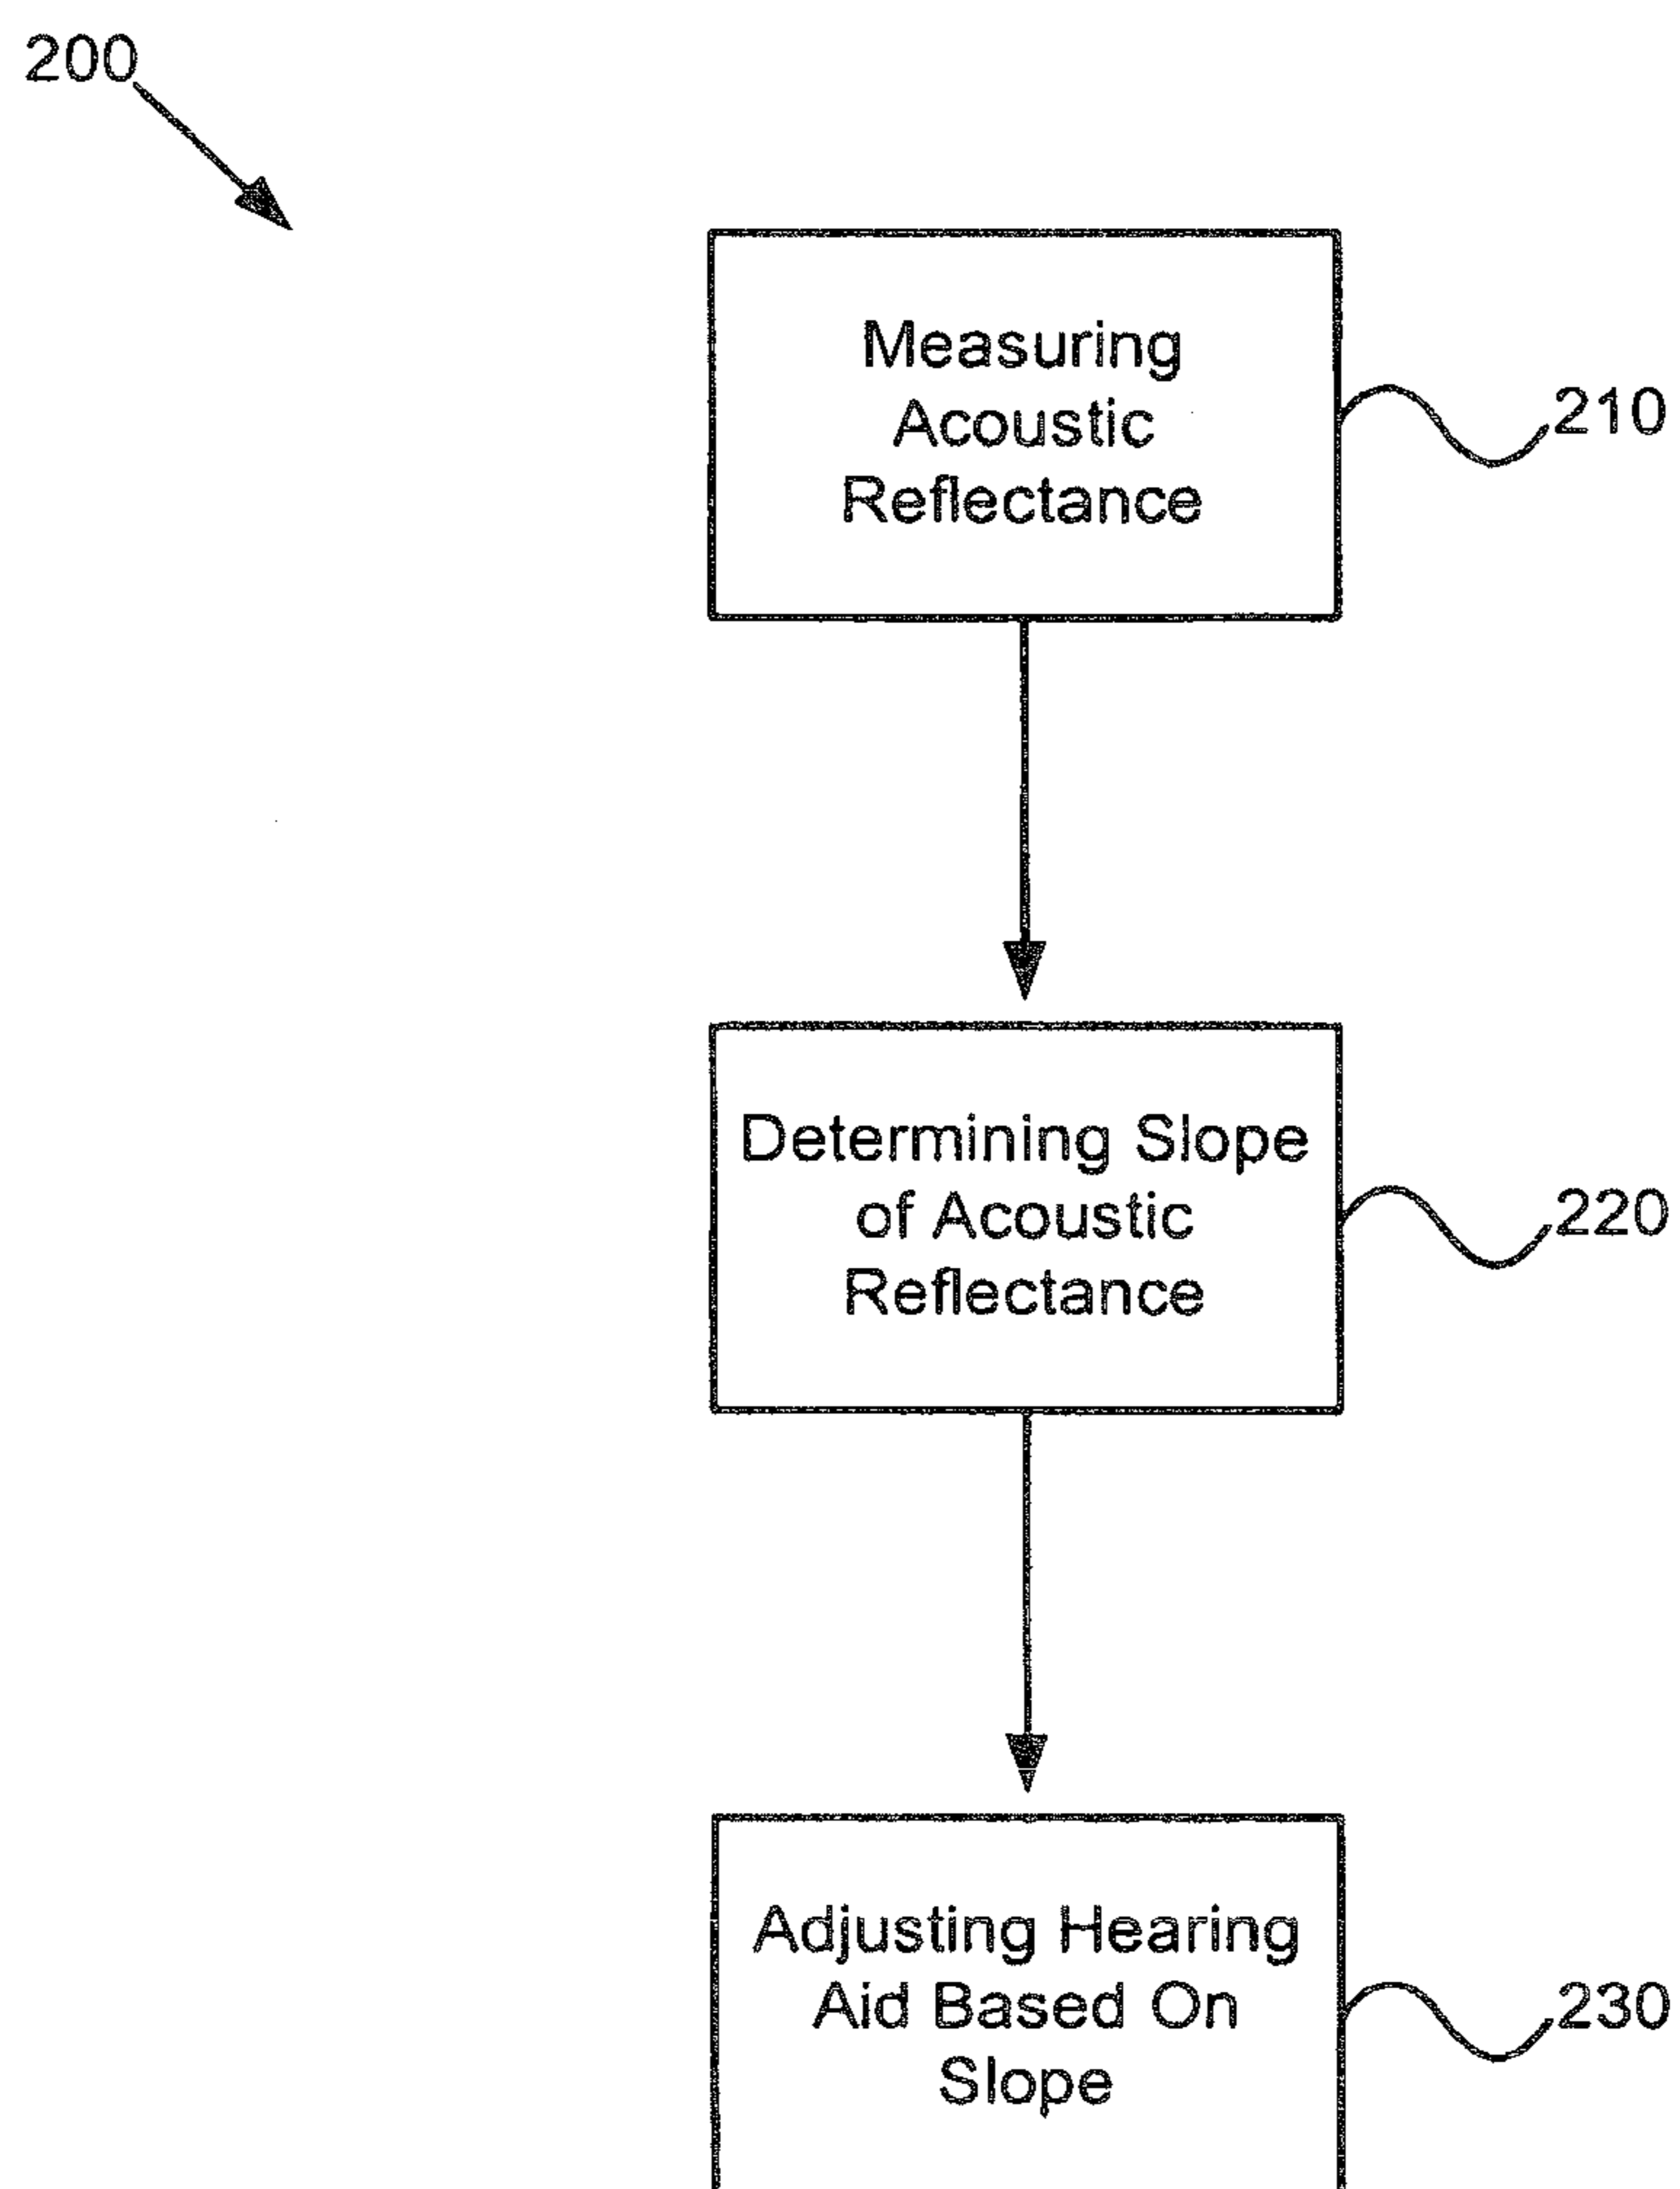 200
Measuring
Acoustic
Reflectance
210
Determining Slope
of Acoustic
Reflectance
220
Adjusting Hearing
Aid Based On
Slope
230